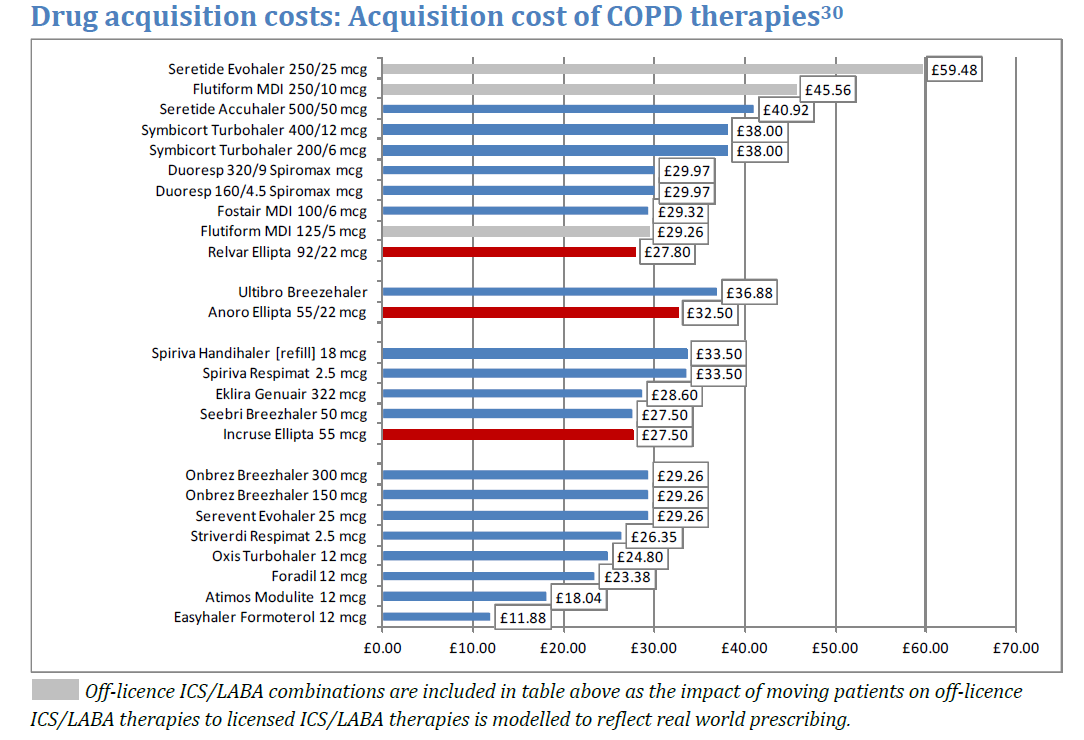 Drug acquisition costs: Acquisition cost of COPD therapies30
Seretide Evohaler 250/25 mcg £59.48
Flutiform MDI 250/10 mcg £45.56
Seretide Accuhaler 500/50 mcg £40.92
Symbicort Turbohaler 400/12 mcg £38.00
Symbicort Turbohaler 200/6 mcg £38.00
Duoresp 320/9 Spiromax mcg £29.97
Duoresp 160/4.5 Spiromax mcg £29.97
Fostair MDI 100/6 mcg £29.32
Flutiform MDI 125/5 mcg £29.26
Relvar Ellipta 92/22 mcg £27.80
Ultibro Breezehaler £36.88
Anoro Ellipta 55/22 mcg £32.50
Spiriva Handihaler [refill] 18 mcg £33.50
Spiriva Respimat 2.5 mcg £33.50
Eklira Genuair 322 mcg £28.60
Seebri Breezhaler 50 mcg £27.50
Incruse Ellipta 55 mcg £27.50
Onbrez Breezhaler 300 mcg £29.26
Onbrez Breezhaler 150 mcg £29.26
Serevent Evohaler 25 mcg £29.26
Striverdi Respimat 2.5 mcg £26.35
Oxis Turbohaler 12 mcg £24.80
Foradil 12 mcg £23.38
Atimos Modulite 12 mcg £18.04
Easyhaler Formoterol 12 mcg £11.88
£0.00 £10.00 £20.00 £30.00 £40.00 £50.00 £60.00 £70.00
Off-licence ICS/LABA combinations are included in table above as the impact of moving patients on off-licence
ICS/LABA therapies to licensed ICS/LABA therapies is modelled to reflect real world prescribing.